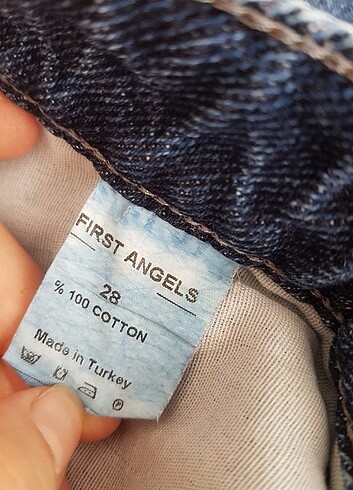 FIRST ANGELS
28
% 100 COTTON
Made in Turkey
P